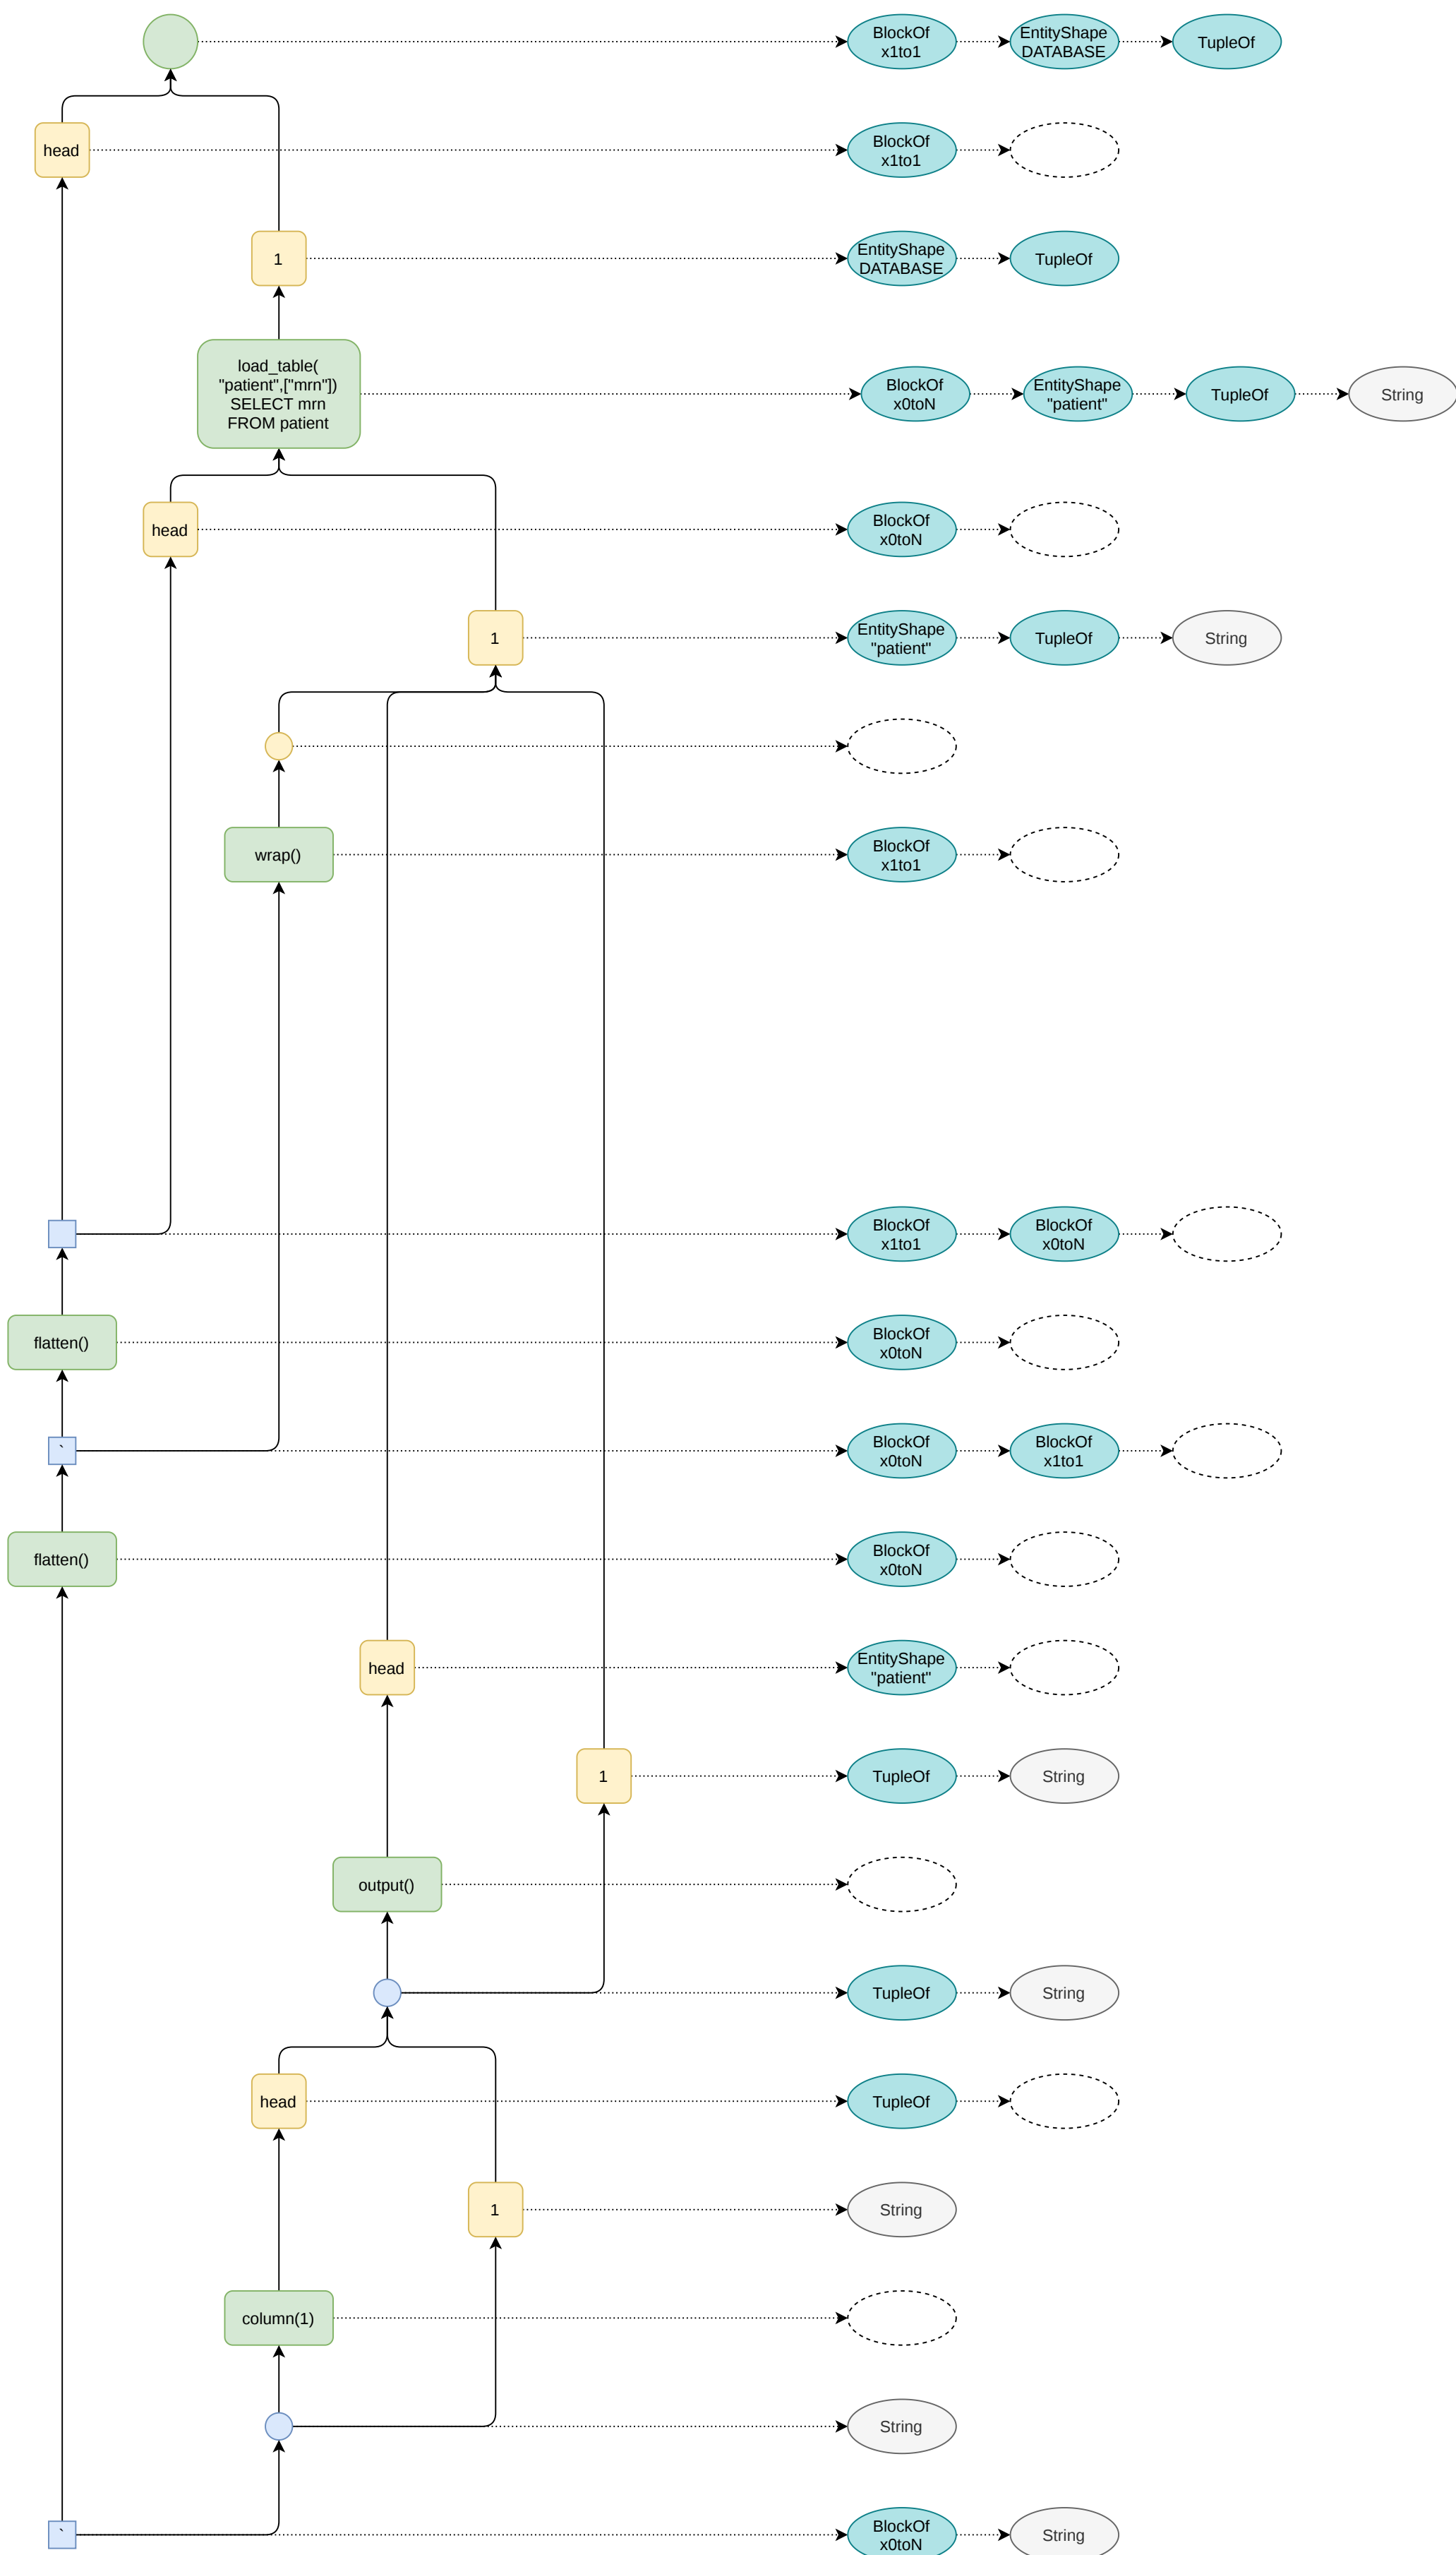 BlockOf
x1to1
EntityShape
DATABASE
TupleOf
head
BlockOf
x1to1
1
EntityShape
DATABASE
TupleOf
load_table(
"patient",["mrn"])
SELECT mrn
FROM patient
BlockOf
x0toN
EntityShape
"patient"
TupleOf
String
head
BlockOf
x0toN
1
EntityShape
"patient"
TupleOf
String
wrap()
BlockOf
x1to1
BlockOf
x1to1
BlockOf
x0toN
flatten()
BlockOf
x0toN
`
BlockOf
x0toN
BlockOf
x1to1
flatten()
BlockOf
x0toN
head
EntityShape
"patient"
1
TupleOf
String
output()
TupleOf
String
head
TupleOf
1
String
column(1)
String
`
BlockOf
x0toN
String